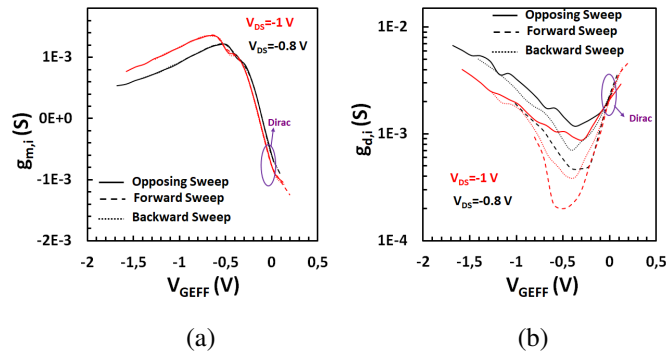 V_DS=-1 V
V_DS=-0.8 V
1E-3
0E+0
-1E-3
-2E-3
g_m,i (S)
Dirac
Opposing Sweep
Forward Sweep
Backward Sweep
-2 -1,5 -1 -0,5 0 0,5
V_GEFF (V)
(a)
1E-2
1E-3
1E-4
g_d,i (S)
Opposing Sweep
Forward Sweep
Backward Sweep
Dirac
V_DS=-1 V
V_DS=-0.8 V
-2 -1,5 -1 -0,5 0 0,5
V_GEFF (V)
(b)